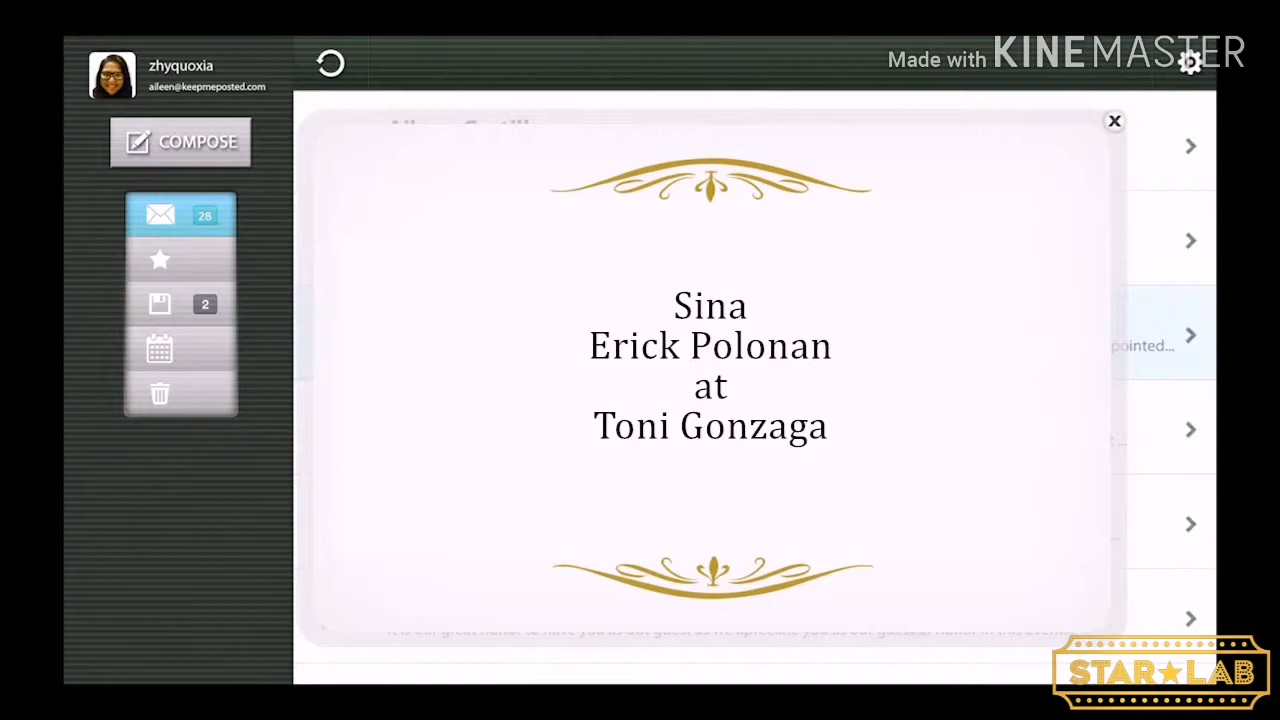 Made with KINEMASTER
zhyquoxia
aileen@keepmeposted.com
COMPOSE
28
2
Sina
Erick Polonan
at
Toni Gonzaga
pointed...
STAR★LAB